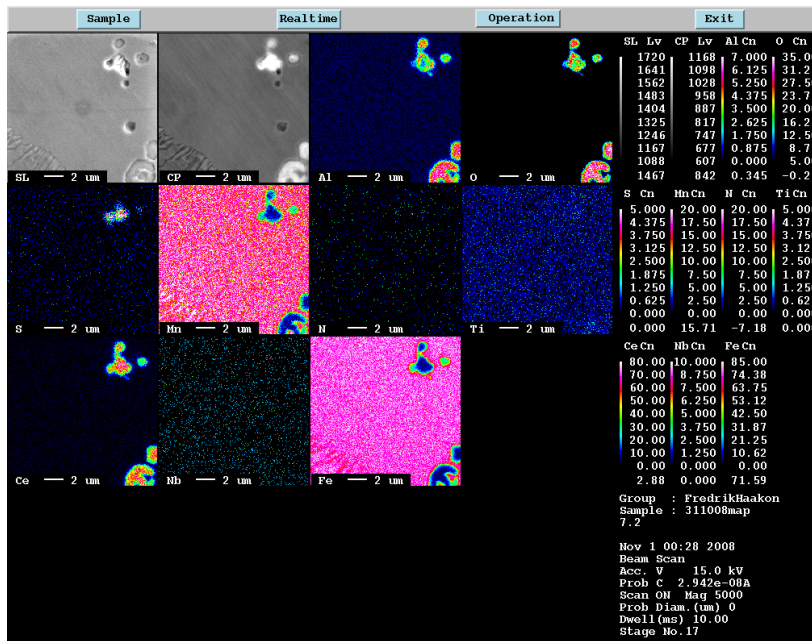 Sample Realtime Operation Exit
SL Lv CP Lv Al Cn O Cn
1720 1168 7.000 35.00
1641 1098 6.125 31.2
1562 1028 5.250 27.50
1483 958 4.375 23.7
1404 887 3.500 20.00
1325 817 2.625 16.2
1246 747 1.750 12.50
1167 677 0.875 8.7
1088 607 0.000 5.0
1467 842 0.345 -0.2
SL 2 um CP 2 um Al 2 um O 2 um
S Cn Mn Cn N Cn Ti Cn
5.000 20.00 20.00 5.000
4.375 17.50 17.50 4.37
3.750 15.00 15.00 3.750
3.125 12.50 12.50 3.12
2.500 10.00 10.00 2.500
1.875 7.50 7.50 1.87
1.250 5.00 5.00 1.250
0.625 2.50 2.50 0.62
0.000 0.00 0.00 0.00
0.000 15.71 -7.18 0.00
S 2 um Mn 2 um N 2 um Ti 2 um
Ce Cn Nb Cn Fe Cn
80.00 10.000 85.00
70.00 8.750 74.38
60.00 7.500 63.75
50.00 6.250 53.12
40.00 5.000 42.50
30.00 3.750 31.87
20.00 2.500 21.25
10.00 1.250 10.62
0.00 0.00 0.00
2.88 0.000 71.59
Ce 2 um Nb 2 um Fe 2 um
Group : FredrikHaakon
Sample : 311008map
7.2
Nov 1 00:28 2008
Beam Scan
Acc. V 15.0 kV
Prob C 2.942e-08A
Scan ON Mag 5000
Prob Diam.(um) 0
Dwell(ms) 10.00
Stage No.17